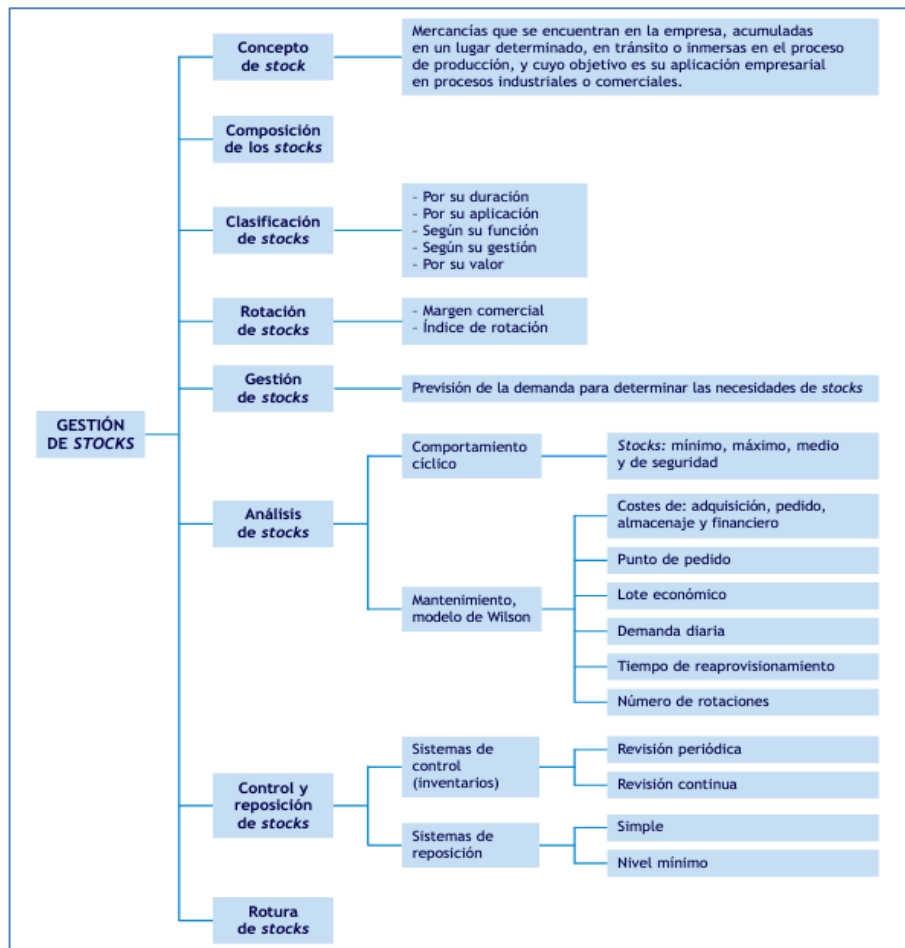 GESTIÓN
DE STOCKS
Concepto
de stock
Mercancías que se encuentran en la empresa, acumuladas
en un lugar determinado, en tránsito o inmersas en el proceso
de producción, y cuyo objetivo es su aplicación empresarial
en procesos industriales o comerciales.
Composición
de los stocks
Clasificación
de stocks
– Por su duración
– Por su aplicación
– Según su función
– Según su gestión
– Por su valor
Rotación
de stocks
– Margen comercial
– Índice de rotación
Gestión
de stocks
Previsión de la demanda para determinar las necesidades de stocks
Análisis
de stocks
Comportamiento
cíclico
Stocks: mínimo, máximo, medio
y de seguridad
Mantenimiento,
modelo de Wilson
Costes de: adquisición, pedido,
almacenaje y financiero
Punto de pedido
Lote económico
Demanda diaria
Tiempo de reaprovisionamiento
Número de rotaciones
Control y
reposición
de stocks
Sistemas de
control
(inventarios)
Revisión periódica
Revisión continua
Sistemas de
reposición
Simple
Nivel mínimo
Rotura
de stocks